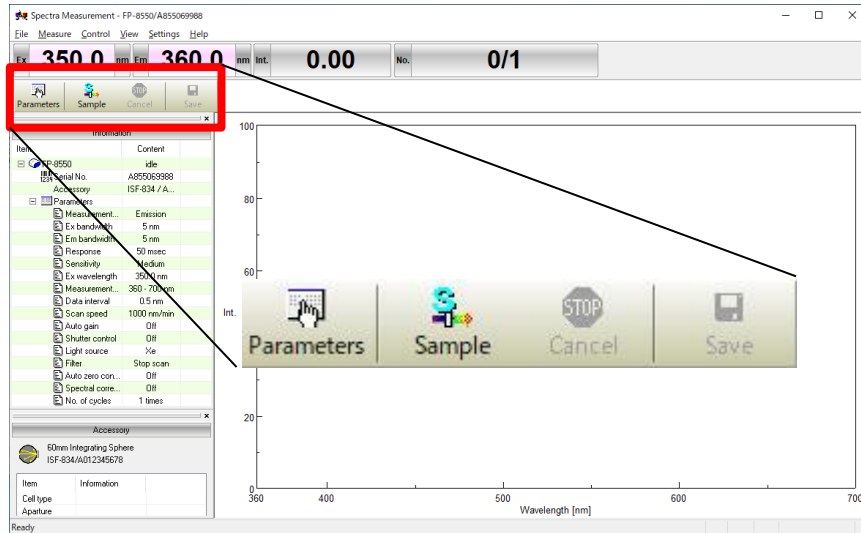 Spectra Measurement - FP-8550/A855069988
File Measure Control View Settings Help
Ex 350.0 nm Em 360.0 nm Int. 0.00 No. 0/1
Parameters Sample Cancel Save
Information
Item Content
FP-8550 idle
Serial No. A855069988
Accessory ISF-834 / A...
Parameters
Measurement... Emission
Ex bandwidth 5 nm
Em bandwidth 5 nm
Response 50 msec
Sensitivity Medium
Ex wavelength 350.0 nm
Measurement... 360 - 700 nm
Data interval 0.5 nm
Scan speed 1000 nm/min
Auto gain Off
Shutter control Off
Light source Xe
Filter Stop scan
Auto zero con... Off
Spectral corre... Off
No. of cycles 1 times
Accessory
60mm Integrating Sphere
ISF-834/A012345678
Item Information
Cell type
Aparture
Ready
100
80
60
Int.
20
0
360 400 500 600 700
Wavelength [nm]
STOP
Parameters Sample Cancel Save